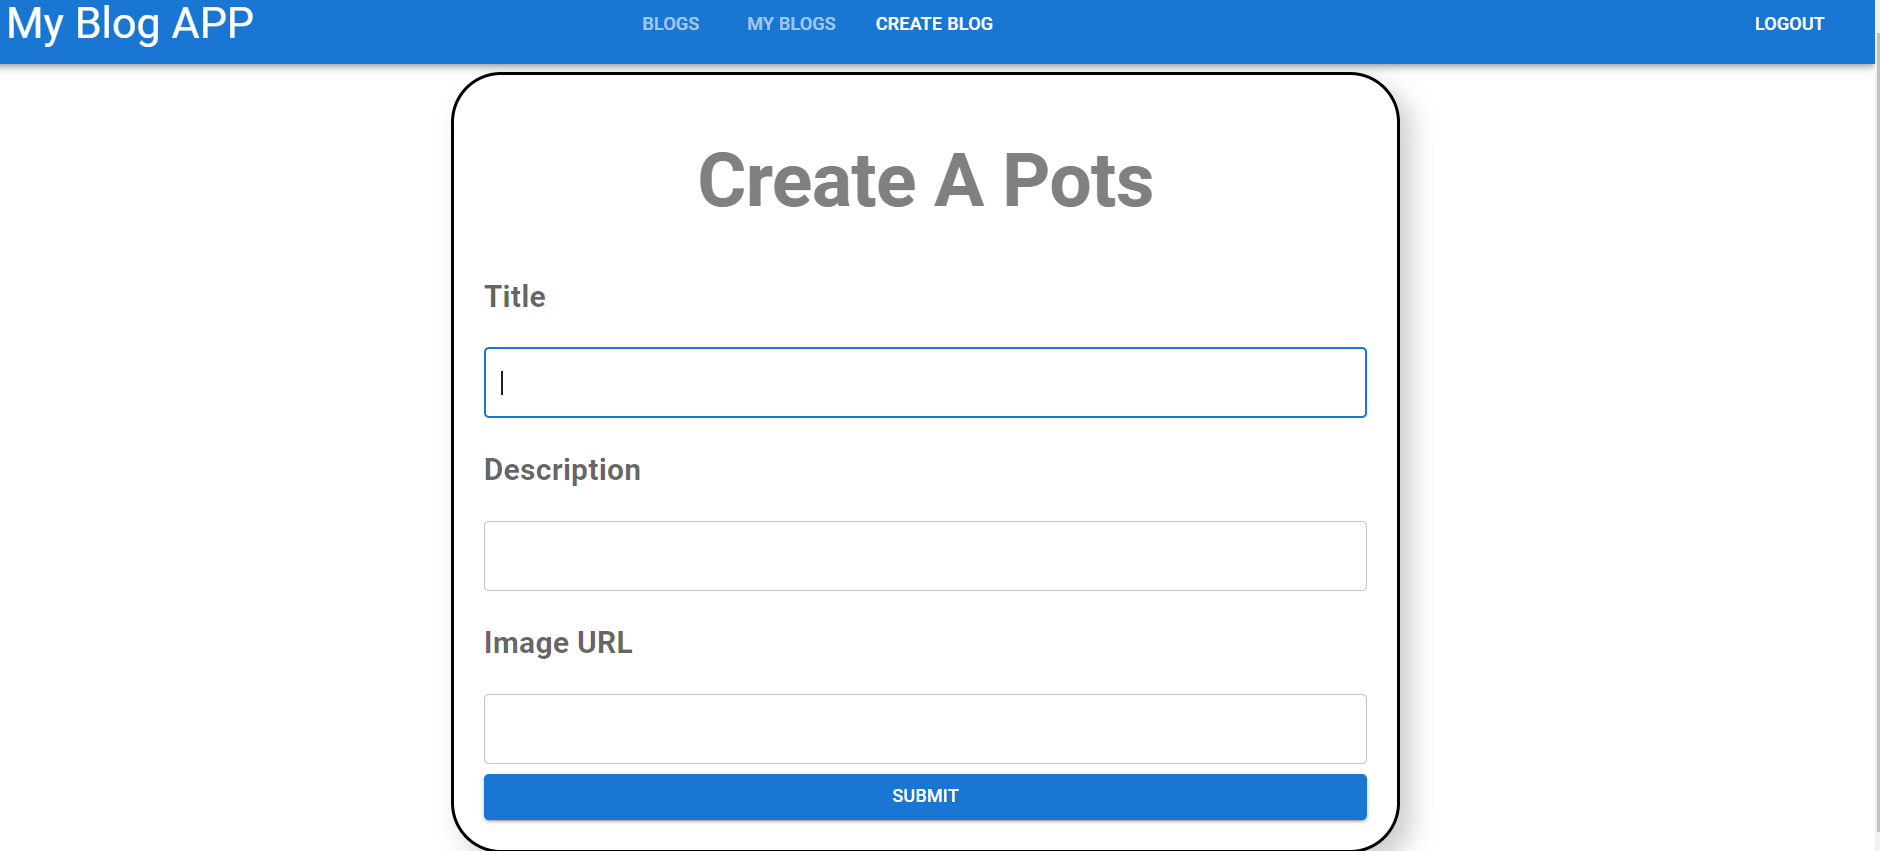 My Blog APP BLOGS MY BLOGS CREATE BLOG LOGOUT
Create A Pots
Title
Description
Image URL
SUBMIT